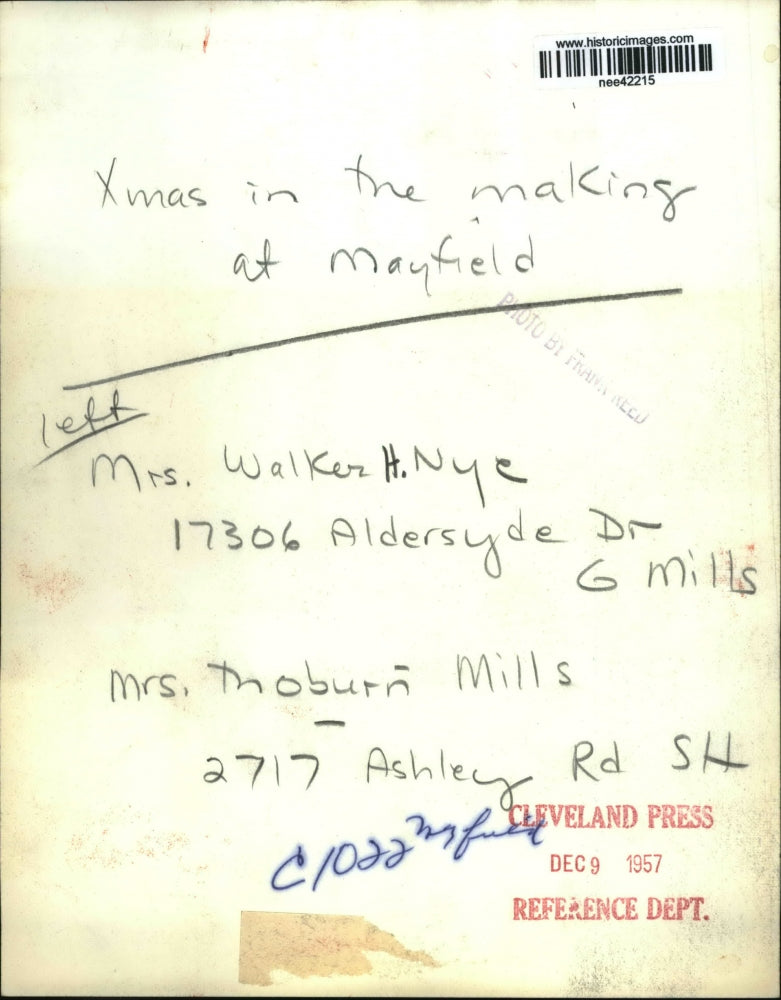 www.historicimages.com
nee42215
Xmas in the making
at Mayfield
PHOTO BY FRANK REED
left
Mrs. Walker H. Nye
17306 Aldersyde Dr
G Mills
Mrs. Thoburn Mills
2717 Ashley Rd SH
C1022 Mayfield
CLEVELAND PRESS
DEC 9 1957
REFERENCE DEPT.